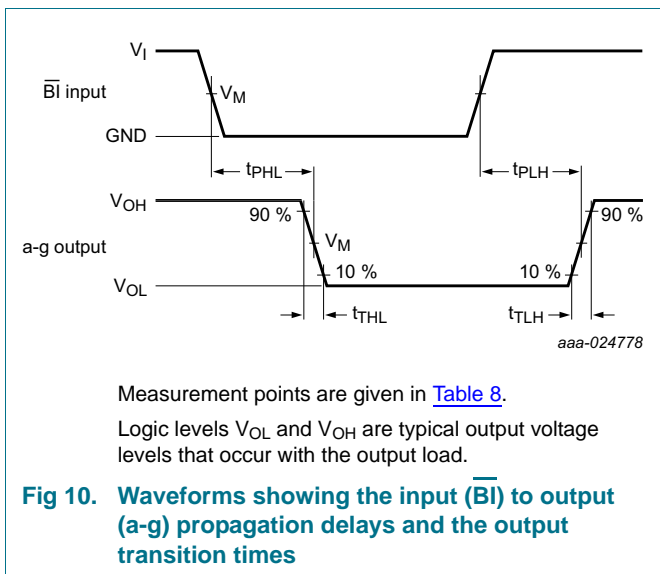 VI
BI input
VM
GND
tPHL
tPLH
VOH
90 %
90 %
a-g output
VM
10 %
10 %
VOL
tTHL
tTLH
aaa-024778
Measurement points are given in Table 8.
Logic levels VOL and VOH are typical output voltage
levels that occur with the output load.
Fig 10. Waveforms showing the input (BI) to output
(a-g) propagation delays and the output
transition times